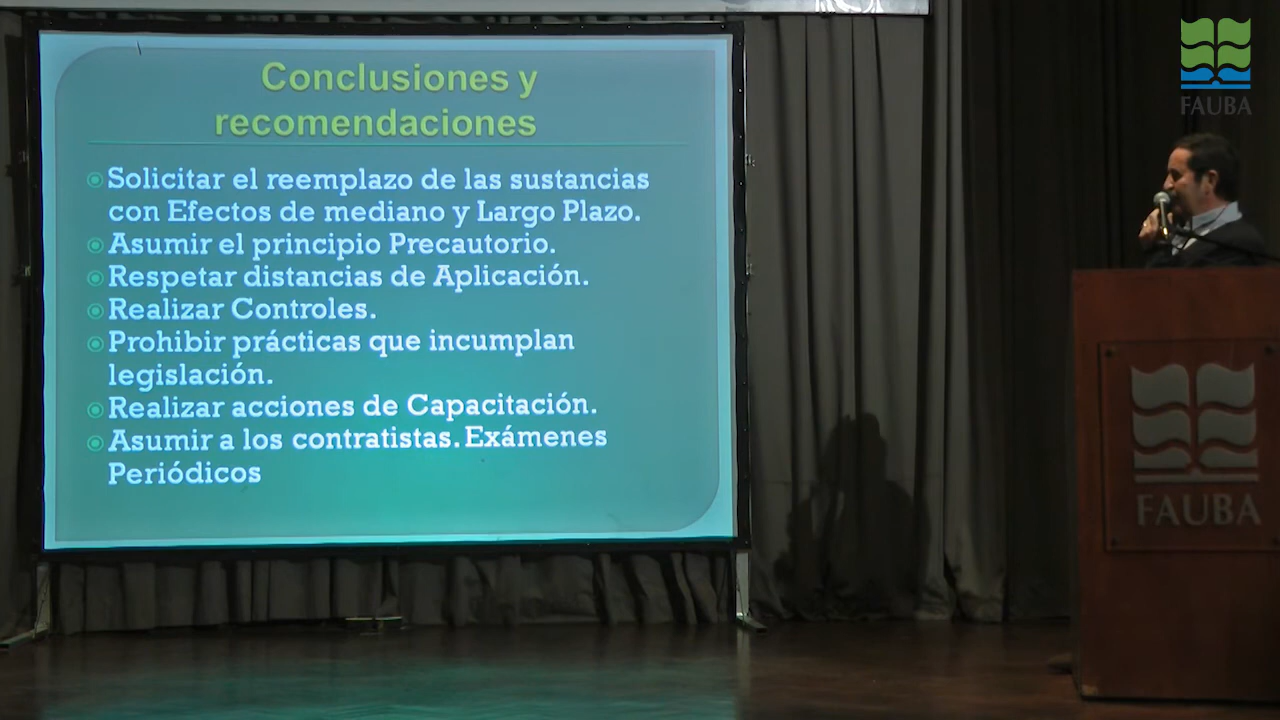 Conclusiones y
recomendaciones
Solicitar el reemplazo de las sustancias
con Efectos de mediano y Largo Plazo.
Asumir el principio Precautorio.
Respetar distancias de Aplicación.
Realizar Controles.
Prohibir prácticas que incumplan
legislación.
Realizar acciones de Capacitación.
Asumir a los contratistas. Exámenes
Periódicos
FAUBA
FAUBA